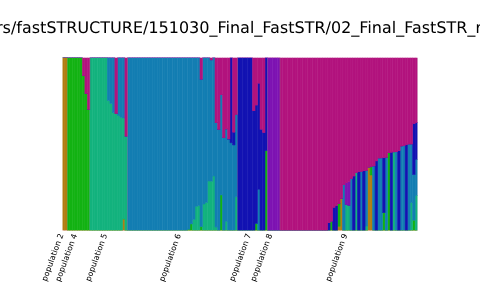 rs/fastSTRUCTURE/151030_Final_FastSTR/02_Final_FastSTR_r
population 2
population 4
population 5
population 6
population 7
population 8
population 9